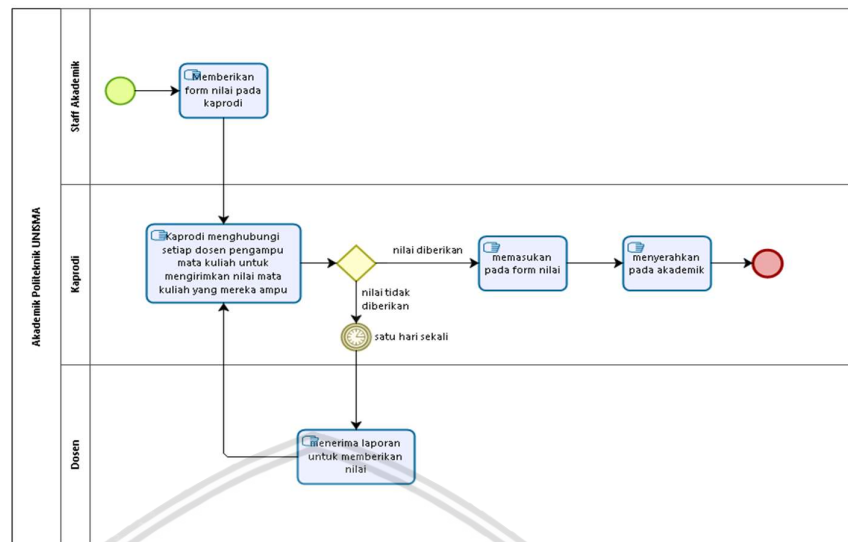 Akademik Politeknik UNISMA
Staff Akademik
Memberikan
form nilai pada
kaprodi
Kaprodi
Kaprodi menghubungi
setiap dosen pengampu
mata kuliah untuk
mengirimkan nilai mata
kuliah yang mereka ampu
nilai diberikan
memasukan
pada form nilai
menyerahkan
pada akademik
nilai tidak
diberikan
satu hari sekali
Dosen
menerima laporan
untuk memberikan
nilai